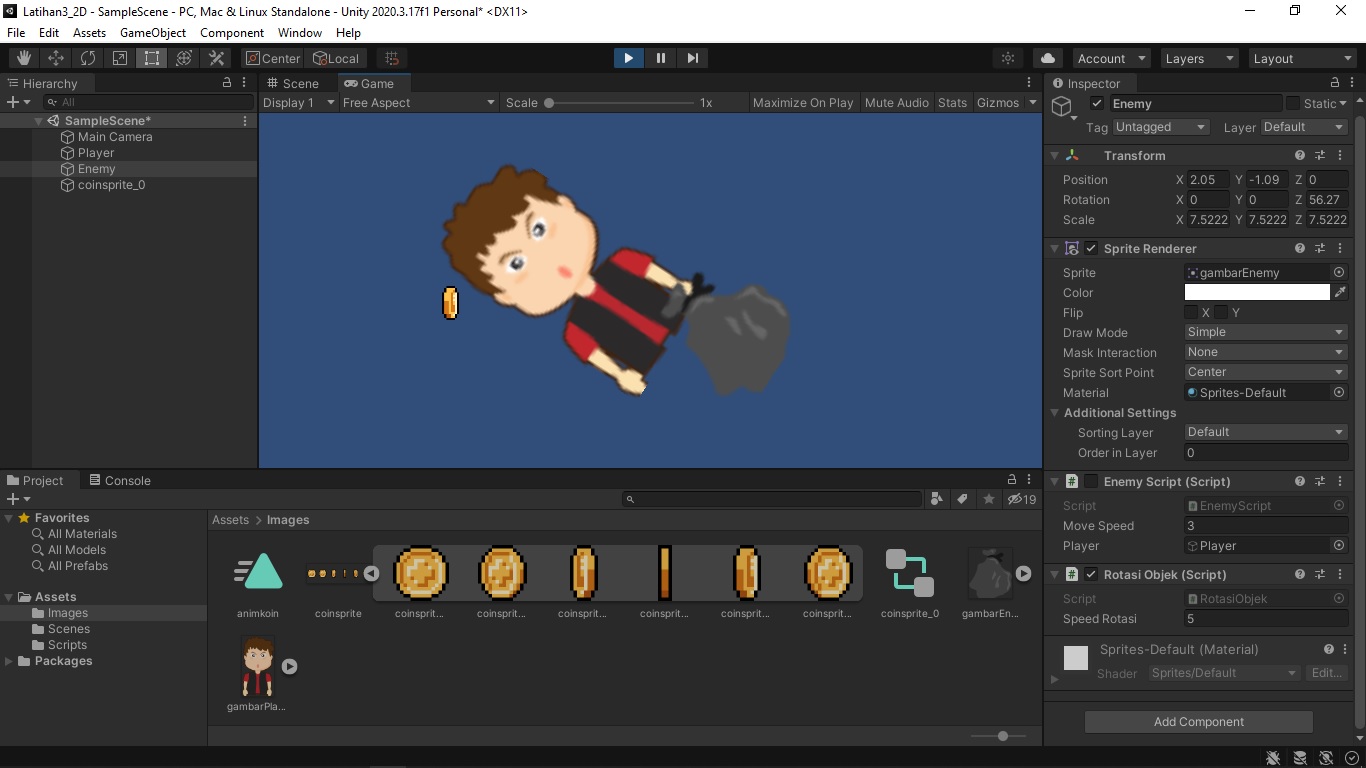 Latihan3_2D - SampleScene - PC, Mac & Linux Standalone - Unity 2020.3.17f1 Personal* <DX11>
File Edit Assets GameObject Component Window Help
Center Local Account Layers Layout
Hierarchy
All
SampleScene*
Main Camera
Player
Enemy
coinsprite_0
Scene Game
Display 1 Free Aspect Scale 1x Maximize On Play Mute Audio Stats Gizmos
Inspector
Enemy Static
Tag Untagged Layer Default
Transform
Position X 2.05 Y -1.09 Z 0
Rotation X 0 Y 0 Z 56.27
Scale X 7.5222 Y 7.5222 Z 7.5222
Sprite Renderer
Sprite gambarEnemy
Color
Flip X Y
Draw Mode Simple
Mask Interaction None
Sprite Sort Point Center
Material Sprites-Default
Additional Settings
Sorting Layer Default
Order in Layer 0
Enemy Script (Script)
Script EnemyScript
Move Speed 3
Player Player
Rotasi Objek (Script)
Script RotasiObjek
Speed Rotasi 5
Sprites-Default (Material)
Shader Sprites/Default Edit...
Add Component
Project Console
19
Favorites
All Materials
All Models
All Prefabs
Assets
Images
Scenes
Scripts
Packages
Assets > Images
animkoin coinsprite coinsprit... coinsprit... coinsprit... coinsprit... coinsprit... coinsprit... coinsprite_0 gambarEn...
gambarPla...